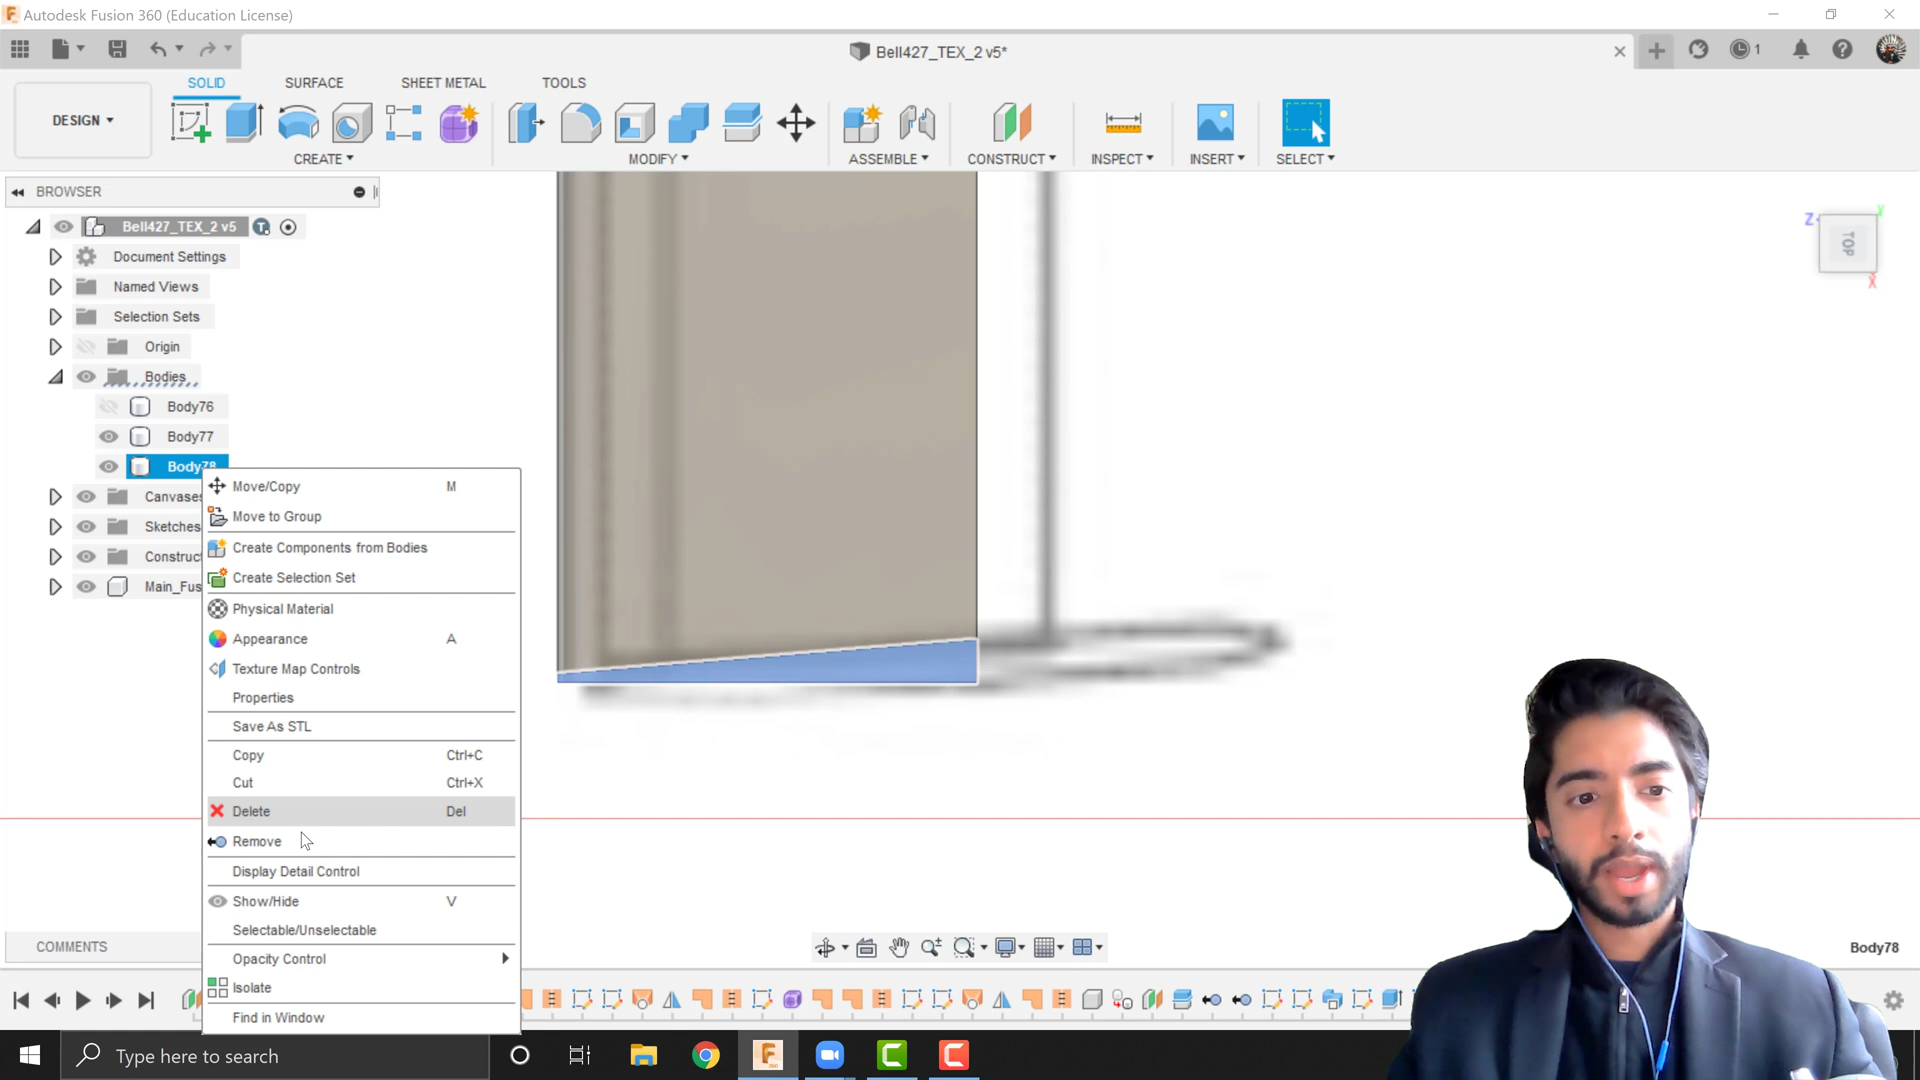 Autodesk Fusion 360 (Education License)
Bell427_TEX_2 v5*
1
SOLID
SURFACE
SHEET METAL
TOOLS
DESIGN
CREATE
MODIFY
ASSEMBLE
CONSTRUCT
INSPECT
INSERT
SELECT
BROWSER
Bell427_TEX_2 v5
Document Settings
Named Views
Selection Sets
Origin
Bodies
Body76
Body77
Body78
Canvases
Sketches
Construc
Main_Fus
Move/Copy M
Move to Group
Create Components from Bodies
Create Selection Set
Physical Material
Appearance A
Texture Map Controls
Properties
Save As STL
Copy Ctrl+C
Cut Ctrl+X
Delete Del
Remove
Display Detail Control
Show/Hide V
Selectable/Unselectable
Opacity Control
Isolate
Find in Window
Z
Y
TOP
X
COMMENTS
Body78
Type here to search